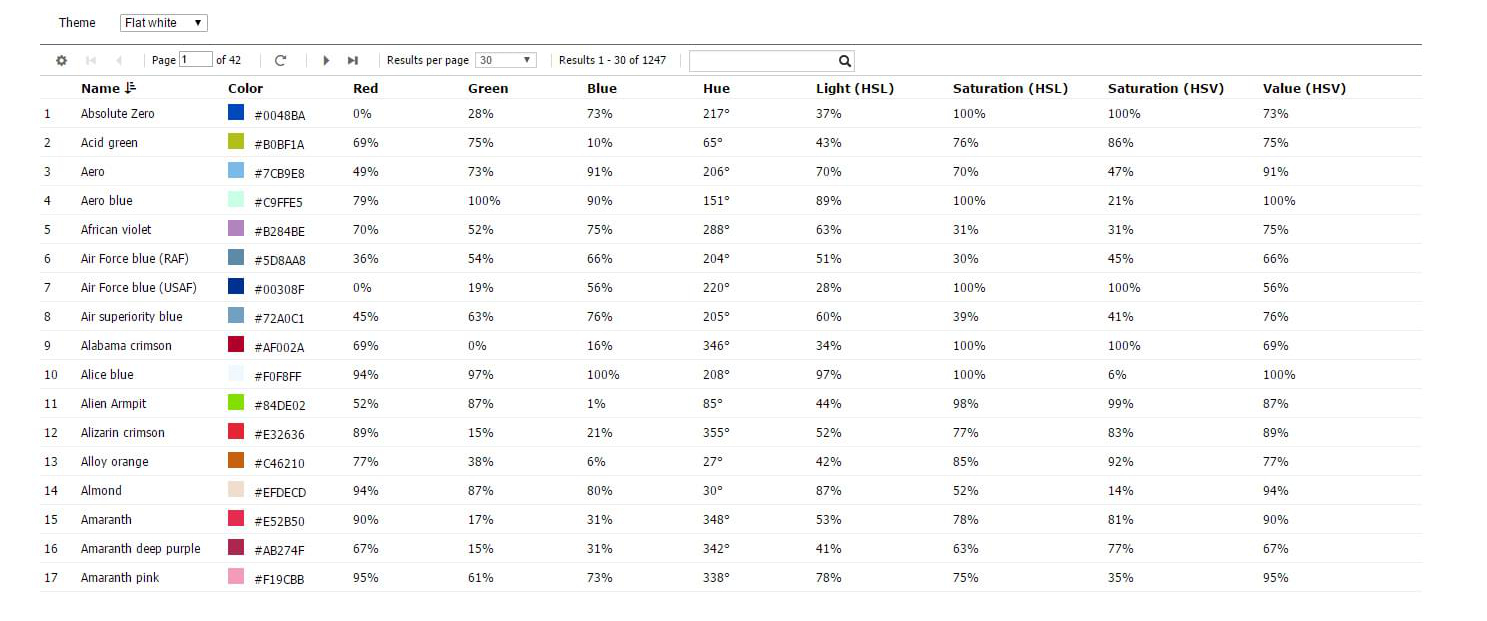 Theme Flat white
Page 1 of 42 Results per page 30 Results 1 - 30 of 1247
Name Color Red Green Blue Hue Light (HSL) Saturation (HSL) Saturation (HSV) Value (HSV)
1 Absolute Zero #0048BA 0% 28% 73% 217° 37% 100% 100% 73%
2 Acid green #B0BF1A 69% 75% 10% 65° 43% 76% 86% 75%
3 Aero #7CB9E8 49% 73% 91% 206° 70% 70% 47% 91%
4 Aero blue #C9FFE5 79% 100% 90% 151° 89% 100% 21% 100%
5 African violet #B284BE 70% 52% 75% 288° 63% 31% 31% 75%
6 Air Force blue (RAF) #5D8AA8 36% 54% 66% 204° 51% 30% 45% 66%
7 Air Force blue (USAF) #00308F 0% 19% 56% 220° 28% 100% 100% 56%
8 Air superiority blue #72A0C1 45% 63% 76% 205° 60% 39% 41% 76%
9 Alabama crimson #AF002A 69% 0% 16% 346° 34% 100% 100% 69%
10 Alice blue #F0F8FF 94% 97% 100% 208° 97% 100% 6% 100%
11 Alien Armpit #84DE02 52% 87% 1% 85° 44% 98% 99% 87%
12 Alizarin crimson #E32636 89% 15% 21% 355° 52% 77% 83% 89%
13 Alloy orange #C46210 77% 38% 6% 27° 42% 85% 92% 77%
14 Almond #EFDECD 94% 87% 80% 30° 87% 52% 14% 94%
15 Amaranth #E52B50 90% 17% 31% 348° 53% 78% 81% 90%
16 Amaranth deep purple #AB274F 67% 15% 31% 342° 41% 63% 77% 67%
17 Amaranth pink #F19CBB 95% 61% 73% 338° 78% 75% 35% 95%